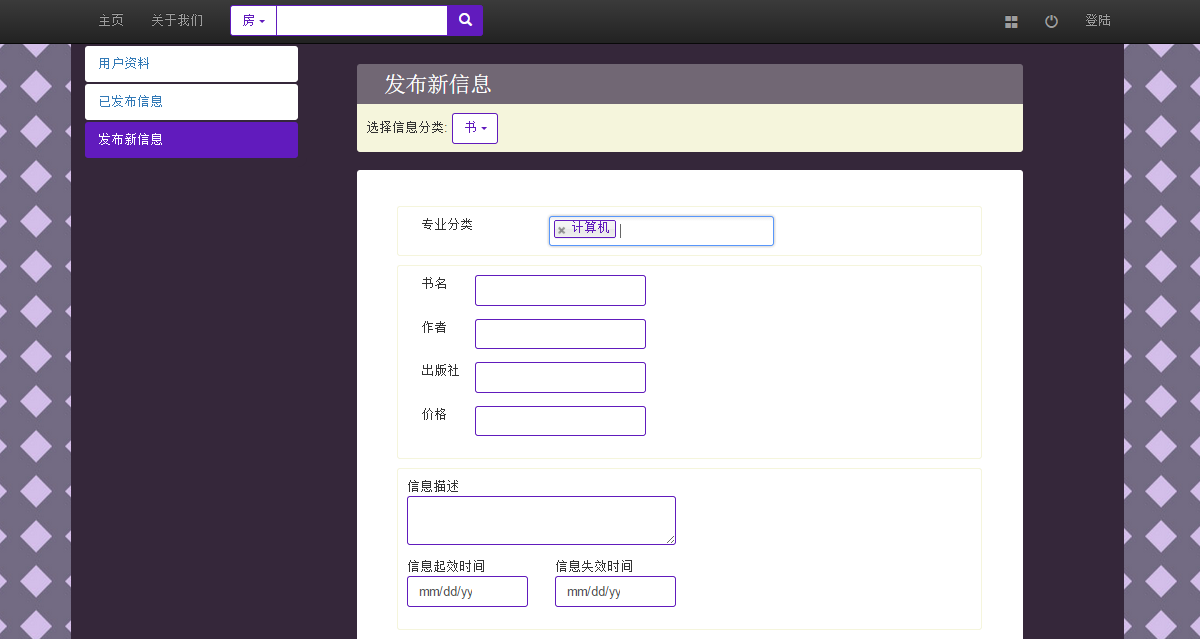 主页 关于我们 房 登陆
用户资料
已发布信息
发布新信息
发布新信息
选择信息分类: 书
专业分类 × 计算机
书名
作者
出版社
价格
信息描述
信息起效时间 信息失效时间
mm/dd/yy mm/dd/yy